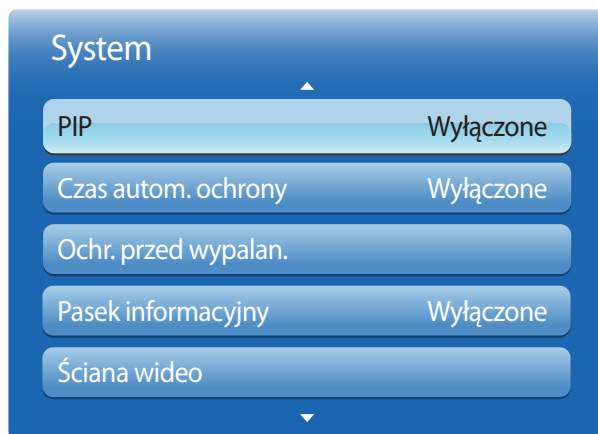 System
PIP Wyłączone
Czas autom. ochrony Wyłączone
Ochr. przed wypalan.
Pasek informacyjny Wyłączone
Ściana wideo